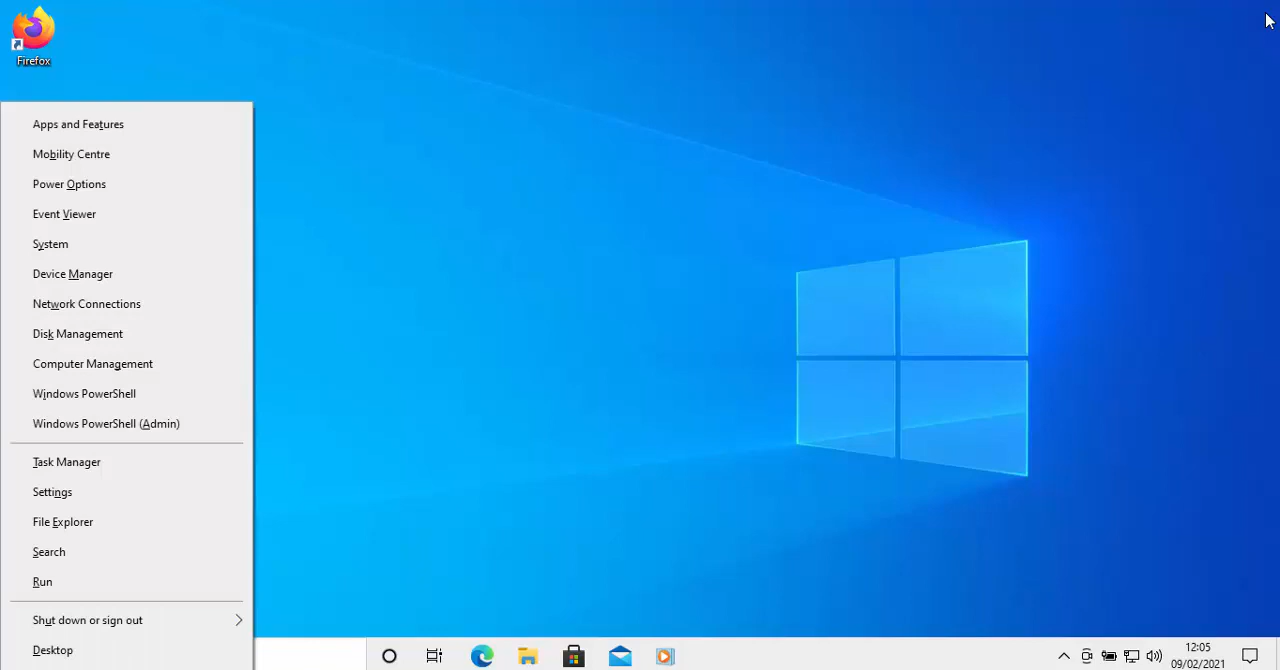 Firefox
Apps and Features
Mobility Centre
Power Options
Event Viewer
System
Device Manager
Network Connections
Disk Management
Computer Management
Windows PowerShell
Windows PowerShell (Admin)
Task Manager
Settings
File Explorer
Search
Run
Shut down or sign out
Desktop
12:05
09/02/2021